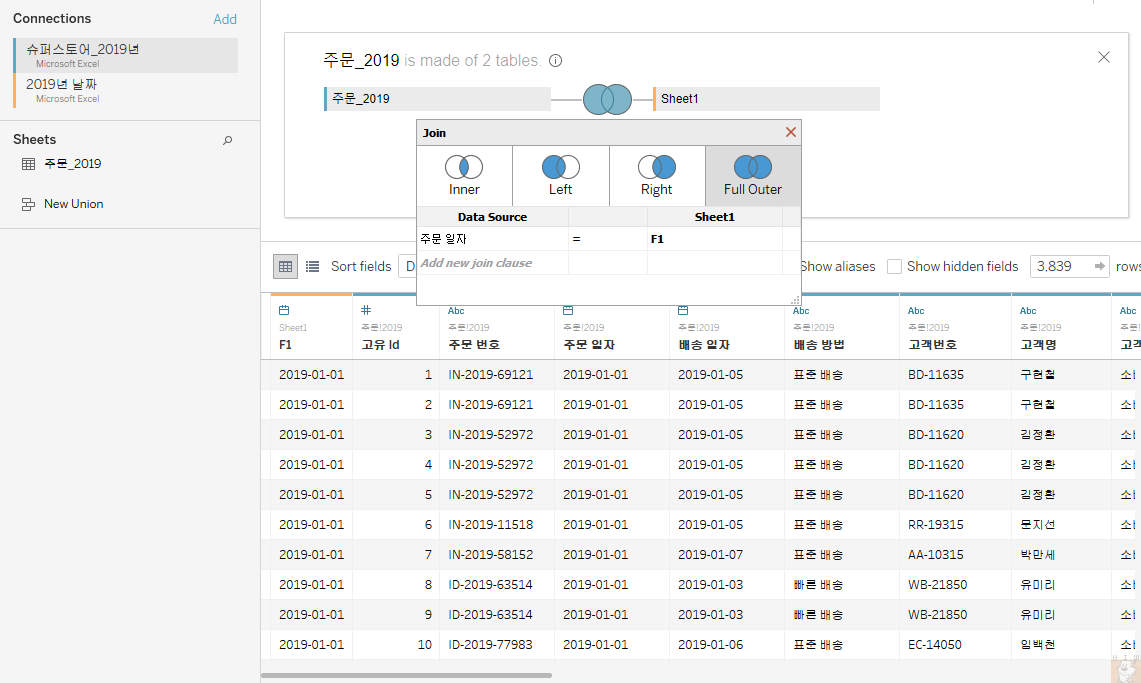 Connections Add
슈퍼스토어_2019년
Microsoft Excel
2019년 날짜
Microsoft Excel
Sheets
주문_2019
New Union
주문_2019 is made of 2 tables.
주문_2019 Sheet1
Join
Inner Left Right Full Outer
Data Source Sheet1
주문 일자 = F1
Add new join clause
Sort fields D Show aliases Show hidden fields 3,839 rows
Abc Abc Abc Abc Abc
Sheet1 주문!2019 주문!2019 주문!2019 주문!2019 주문!2019 주문!2019 주문!2019 주문!20
F1 고유 Id 주문 번호 주문 일자 배송 일자 배송 방법 고객번호 고객명 고객
2019-01-01 1 IN-2019-69121 2019-01-01 2019-01-05 표준 배송 BD-11635 구현철
2019-01-01 2 IN-2019-69121 2019-01-01 2019-01-05 표준 배송 BD-11635 구현철
2019-01-01 3 IN-2019-52972 2019-01-01 2019-01-05 표준 배송 BD-11620 김정환
2019-01-01 4 IN-2019-52972 2019-01-01 2019-01-05 표준 배송 BD-11620 김정환
2019-01-01 5 IN-2019-52972 2019-01-01 2019-01-05 표준 배송 BD-11620 김정환
2019-01-01 6 IN-2019-11518 2019-01-01 2019-01-05 표준 배송 RR-19315 문지선
2019-01-01 7 IN-2019-58152 2019-01-01 2019-01-07 표준 배송 AA-10315 박만세
2019-01-01 8 ID-2019-63514 2019-01-01 2019-01-03 빠른 배송 WB-21850 유미리
2019-01-01 9 ID-2019-63514 2019-01-01 2019-01-03 빠른 배송 WB-21850 유미리
2019-01-01 10 ID-2019-77983 2019-01-01 2019-01-06 표준 배송 EC-14050 임백천